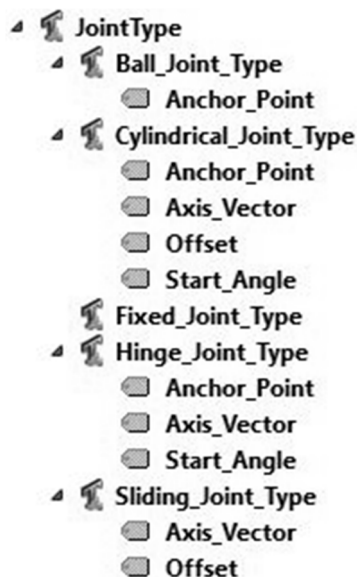 JointType
Ball_Joint_Type
Anchor_Point
Cylindrical_Joint_Type
Anchor_Point
Axis_Vector
Offset
Start_Angle
Fixed_Joint_Type
Hinge_Joint_Type
Anchor_Point
Axis_Vector
Start_Angle
Sliding_Joint_Type
Axis_Vector
Offset